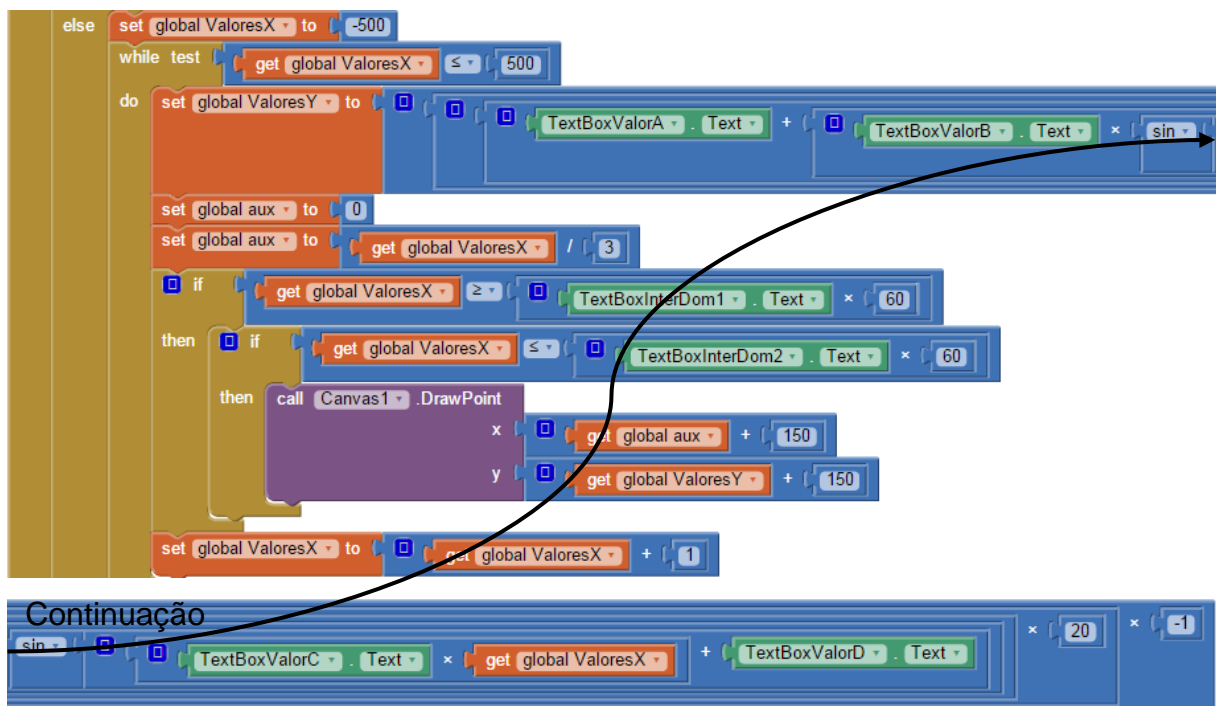 else set global ValoresX to -500
while test get global ValoresX ≤ 500
do set global ValoresY to TextBoxValorA . Text + TextBoxValorB . Text × sin
set global aux to 0
set global aux to get global ValoresX / 3
if get global ValoresX ≥ TextBoxInterDom1 . Text × 60
then if get global ValoresX ≤ TextBoxInterDom2 . Text × 60
then call Canvas1 .DrawPoint
x get global aux + 150
y get global ValoresY + 150
set global ValoresX to get global ValoresX + 1
Continuação
sin TextBoxValorC . Text × get global ValoresX + TextBoxValorD . Text × 20 × -1